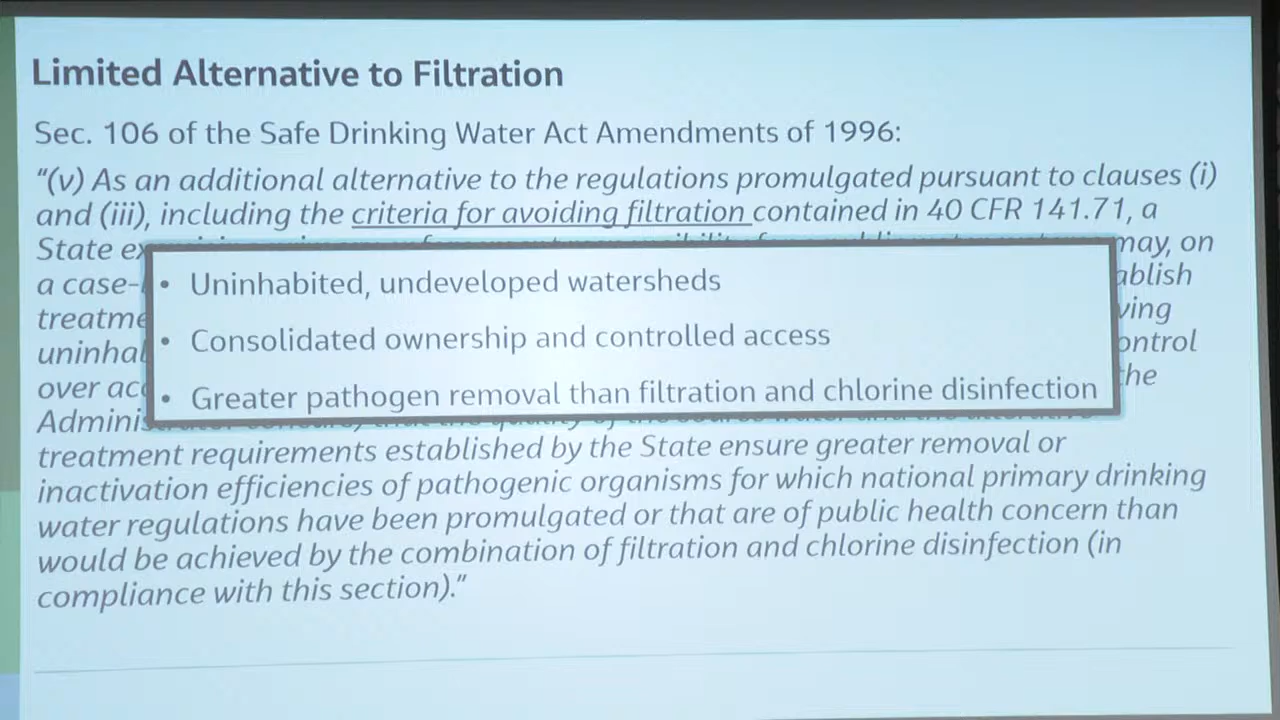 Limited Alternative to Filtration
Sec. 106 of the Safe Drinking Water Act Amendments of 1996:
“(v) As an additional alternative to the regulations promulgated pursuant to clauses (i)
and (iii), including the criteria for avoiding filtration contained in 40 CFR 141.71, a
State may, on
a case-
treatme ving
uninhal ontrol
over acc the
• Uninhabited, undeveloped watersheds
• Consolidated ownership and controlled access
• Greater pathogen removal than filtration and chlorine disinfection
treatment requirements established by the State ensure greater removal or
inactivation efficiencies of pathogenic organisms for which national primary drinking
water regulations have been promulgated or that are of public health concern than
would be achieved by the combination of filtration and chlorine disinfection (in
compliance with this section).”